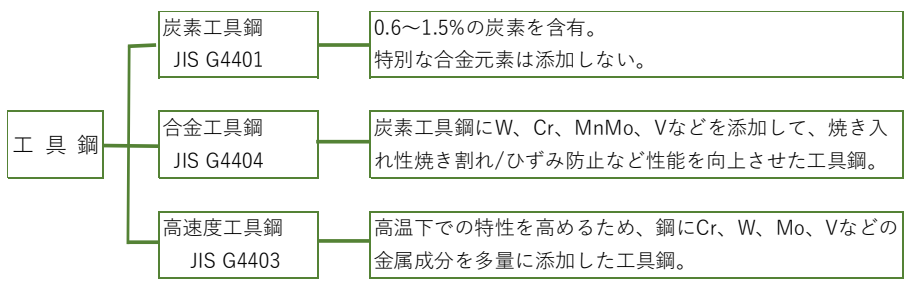 工 具 鋼
炭素工具鋼
JIS G4401
0.6～1.5%の炭素を含有。
特別な合金元素は添加しない。
合金工具鋼
JIS G4404
炭素工具鋼にW、Cr、MnMo、Vなどを添加して、焼き入
れ性焼き割れ/ひずみ防止など性能を向上させた工具鋼。
高速度工具鋼
JIS G4403
高温下での特性を高めるため、鋼にCr、W、Mo、Vなどの
金属成分を多量に添加した工具鋼。